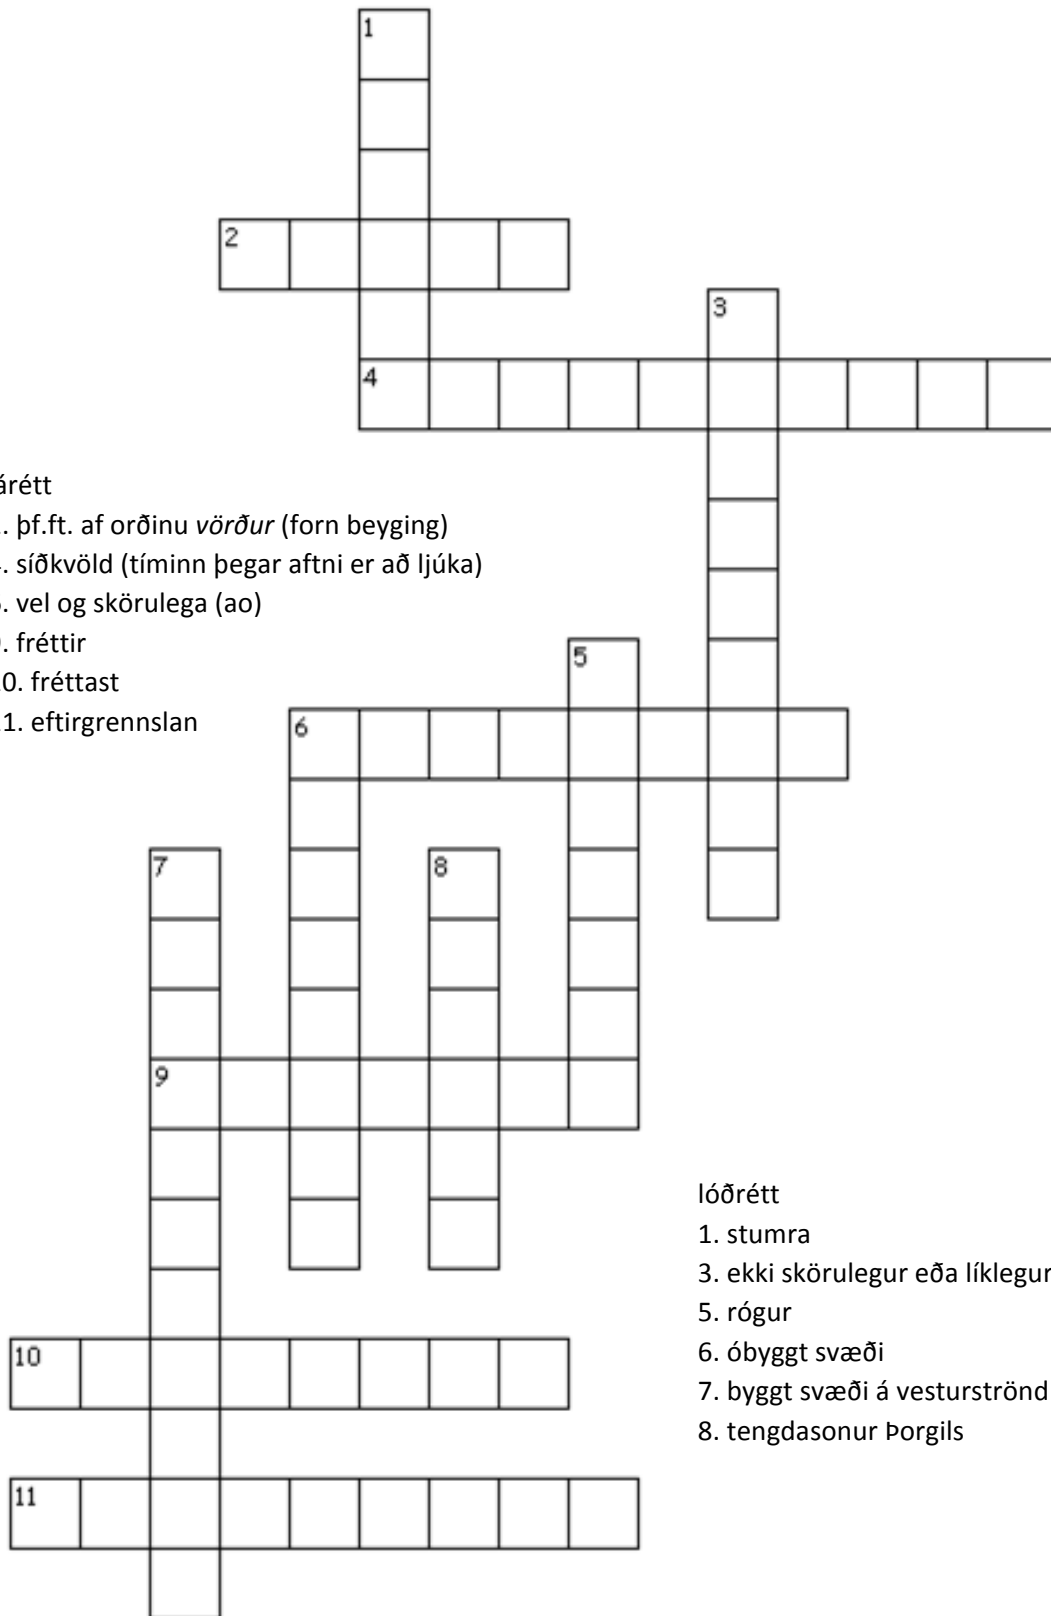 1
2
3
4
árétt
. þf.ft. af orðinu vörður (forn beyging)
. síðkvöld (tíminn þegar aftni er að ljúka)
. vel og skörulega (ao)
. fréttir
0. fréttast
1. eftirgrennslan
5
6
7
8
9
lóðrétt
1. stumra
3. ekki skörulegur eða líklegur
5. rógur
6. óbyggt svæði
7. byggt svæði á vesturströnd
8. tengdasonur Þorgils
10
11